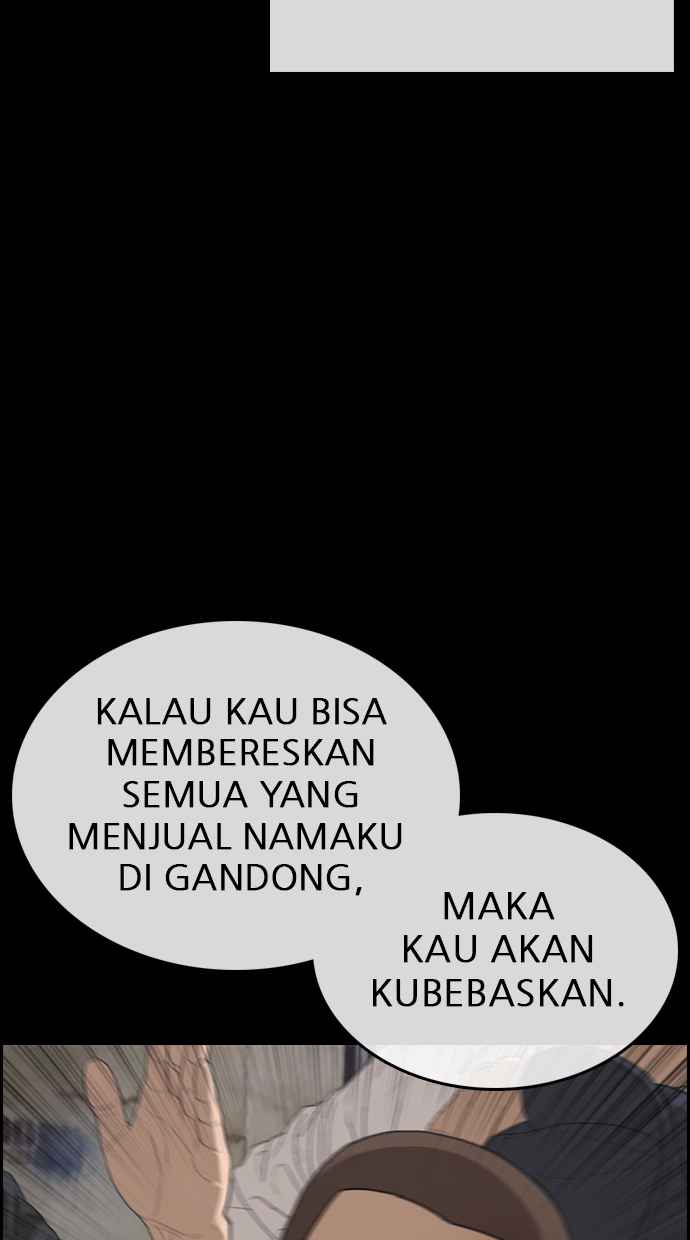 KALAU KAU BISA
MEMBERESKAN
SEMUA YANG
MENJUAL NAMAKU
DI GANDONG,
MAKA
KAU AKAN
KUBEBASKAN.